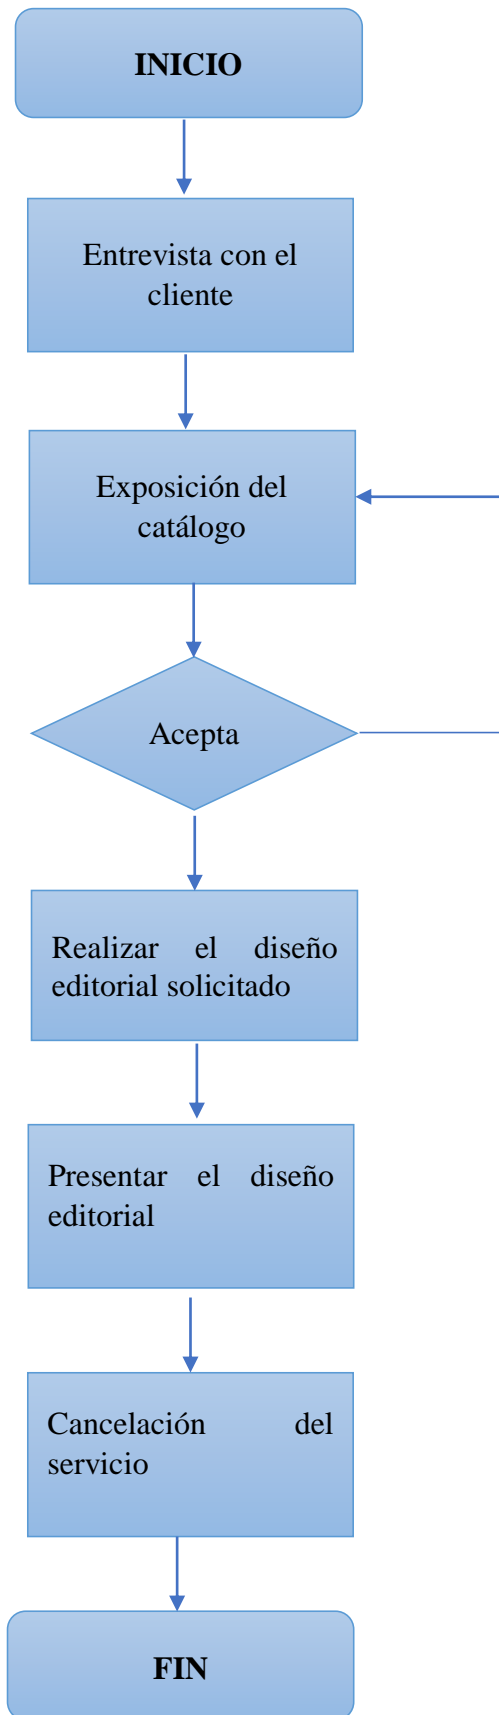 INICIO
Entrevista con el
cliente
Exposición del
catálogo
Acepta
Realizar el diseño
editorial solicitado
Presentar el diseño
editorial
Cancelación del
servicio
FIN